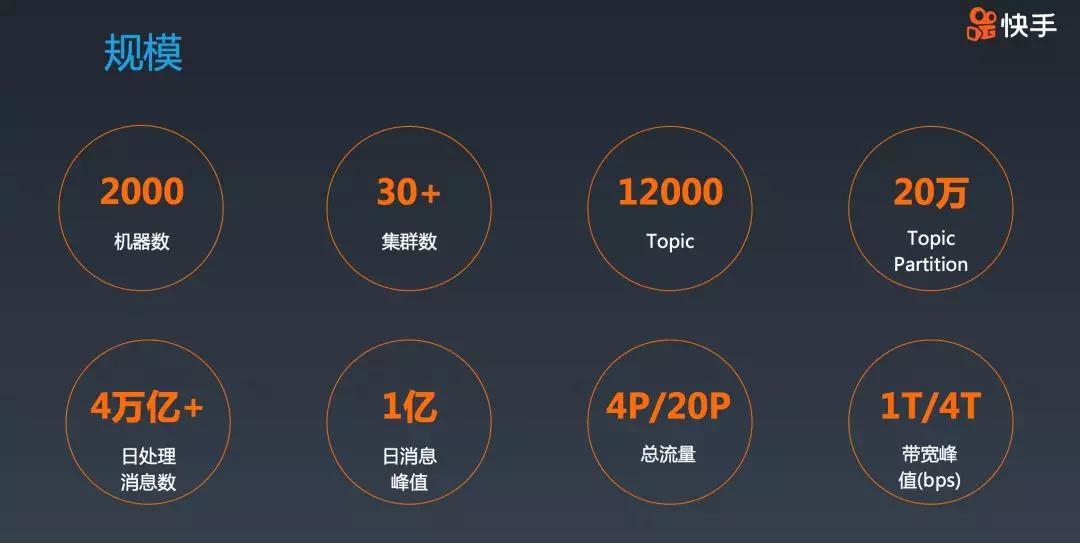 快手
规模
2000
机器数
30+
集群数
12000
Topic
20万
Topic
Partition
4万亿+
日处理
消息数
1亿
日消息
峰值
4P/20P
总流量
1T/4T
带宽峰
值(bps)